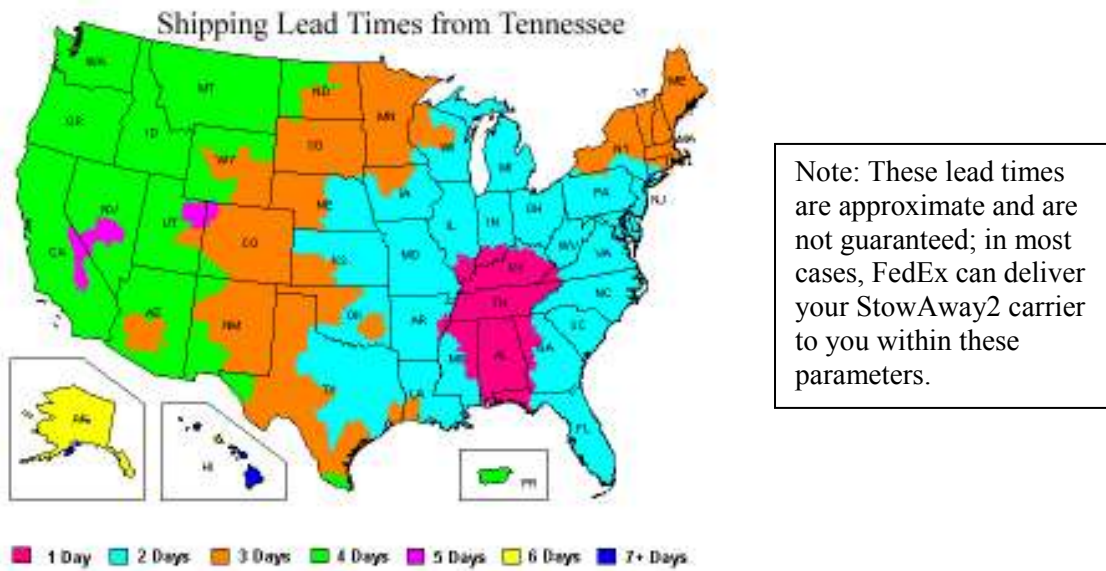 Shipping Lead Times from Tennessee
WA
MT
ND
MN
OR
ID
WY
SD
WI
MI
NY
VT
ME
MA
NV
UT
CO
NE
IA
IL
IN
OH
PA
NJ
CA
KS
MO
KY
WV
VA
AZ
NM
OK
AR
TN
NC
SC
TX
LA
MS
AL
GA
FL
AK
HI
PR
Note: These lead times
are approximate and are
not guaranteed; in most
cases, FedEx can deliver
your StowAway2 carrier
to you within these
parameters.
1 Day 2 Days 3 Days 4 Days 5 Days 6 Days 7+ Days